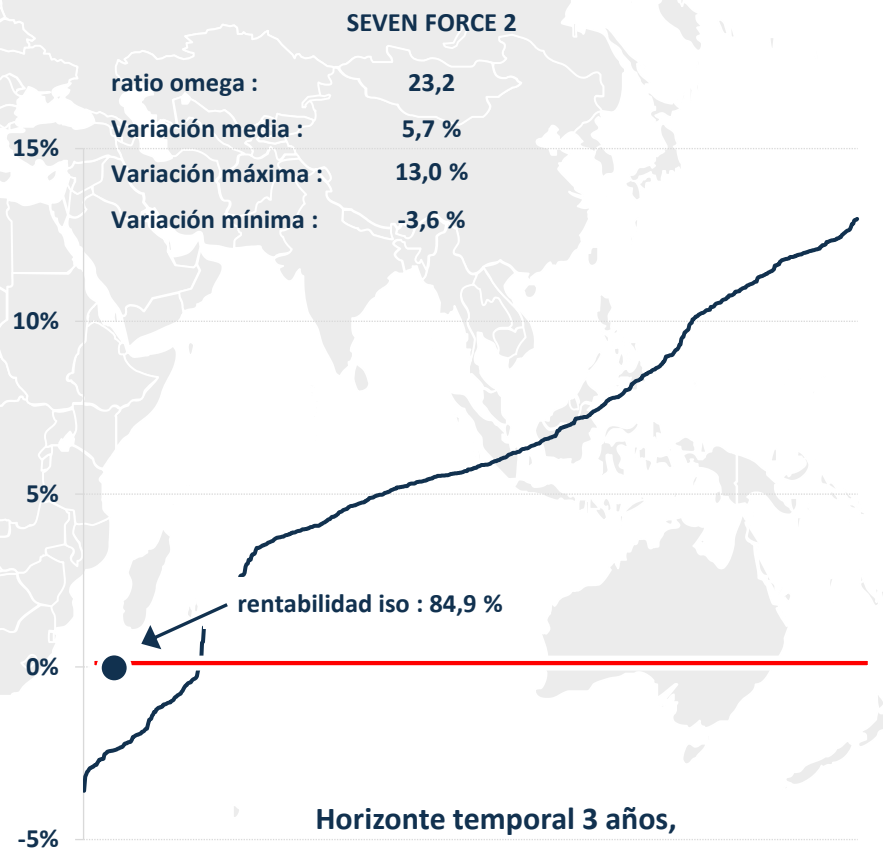 SEVEN FORCE 2
ratio omega : 23,2
Variación media : 5,7 %
15%
Variación máxima : 13,0 %
Variación mínima : -3,6 %
10%
5%
rentabilidad iso : 84,9 %
0%
Horizonte temporal 3 años,
-5%